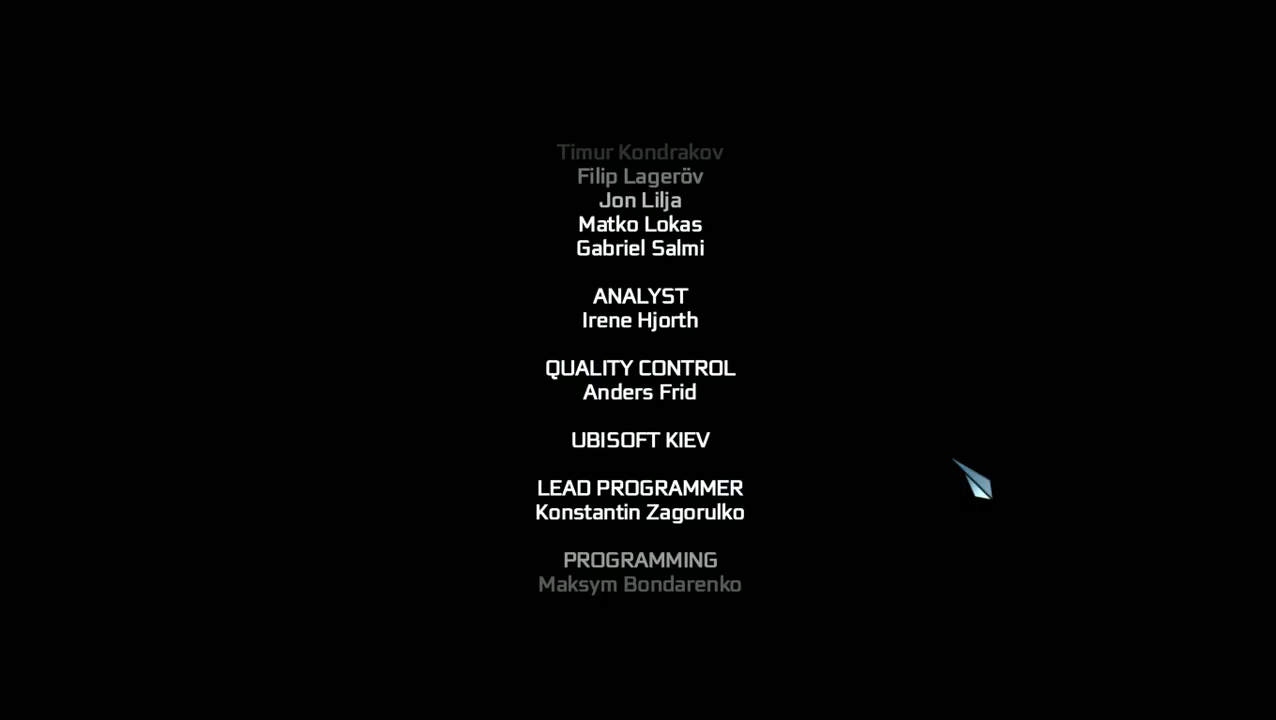 Timur Kondrakov
Filip Lageröv
Jon Lilja
Matko Lokas
Gabriel Salmi
ANALYST
Irene Hjorth
QUALITY CONTROL
Anders Frid
UBISOFT KIEV
LEAD PROGRAMMER
Konstantin Zagorulko
PROGRAMMING
Maksym Bondarenko